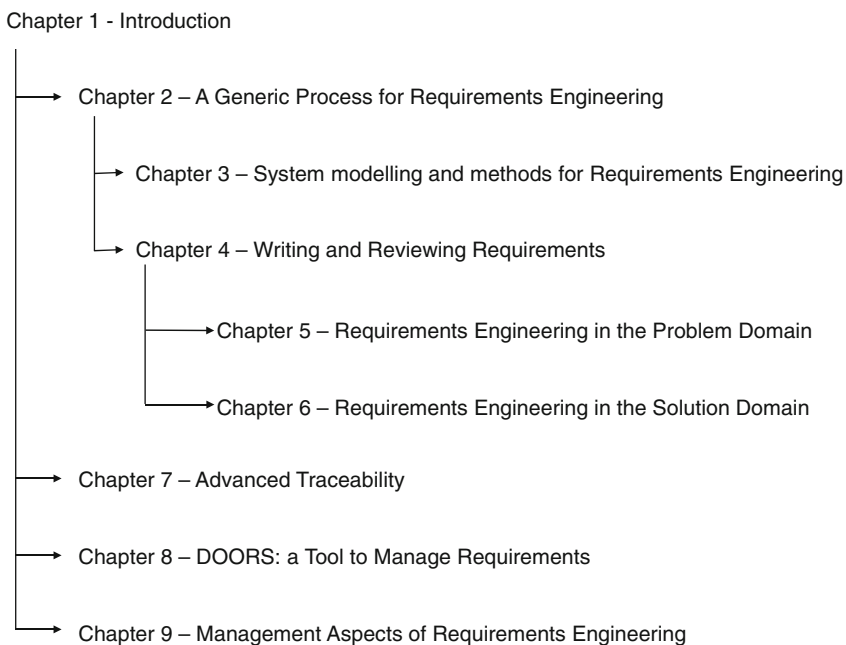 Chapter 1 - Introduction
Chapter 2 – A Generic Process for Requirements Engineering
Chapter 3 – System modelling and methods for Requirements Engineering
Chapter 4 – Writing and Reviewing Requirements
Chapter 5 – Requirements Engineering in the Problem Domain
Chapter 6 – Requirements Engineering in the Solution Domain
Chapter 7 – Advanced Traceability
Chapter 8 – DOORS: a Tool to Manage Requirements
Chapter 9 – Management Aspects of Requirements Engineering